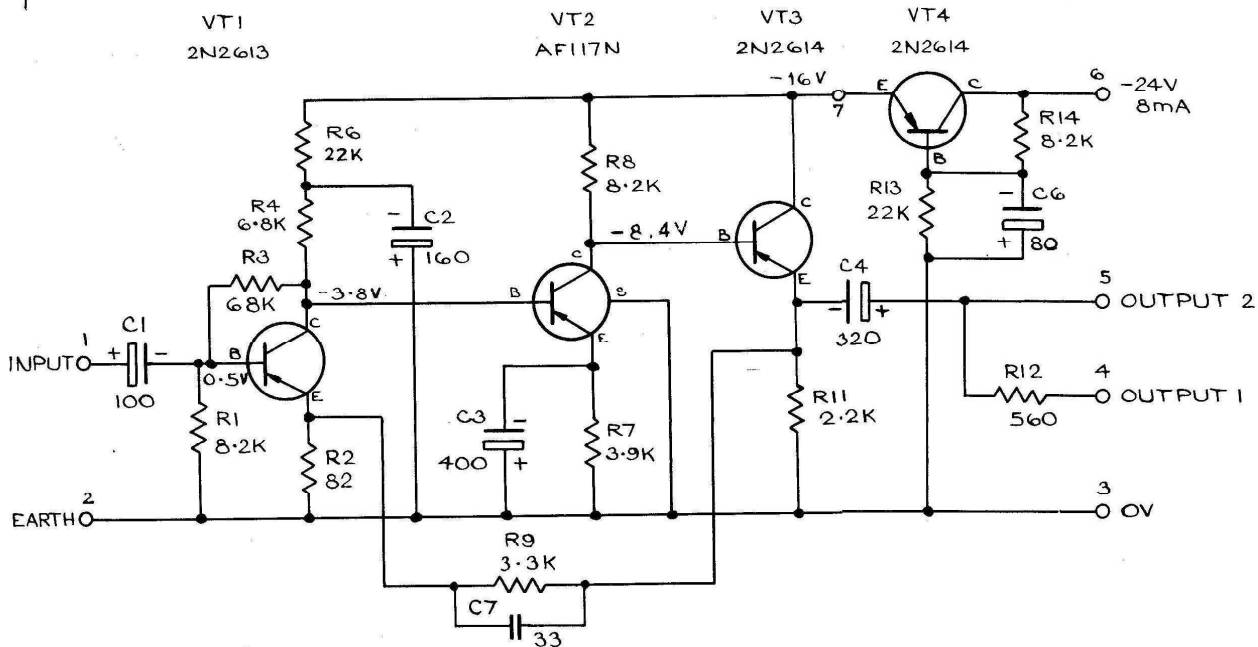 VT1
2N2613
VT2
AF117N
VT3
2N2614
VT4
2N2614
-16V
7
E
C
B
6
-24V
8mA
R14
8.2K
R6
22K
R8
8.2K
R13
22K
C6
-
+
80
R4
6.8K
-
C2
+
160
-8.4V
B
C
E
R3
68K
-3.8V
B
C
E
S
C4
-
+
320
5
OUTPUT 2
INPUT
1
C1
+
-
100
B
C
E
0.5V
R12
560
4
OUTPUT 1
R1
8.2K
R2
82
C3
-
+
400
R7
3.9K
R11
2.2K
EARTH
2
3
0V
R9
3.3K
C7
33